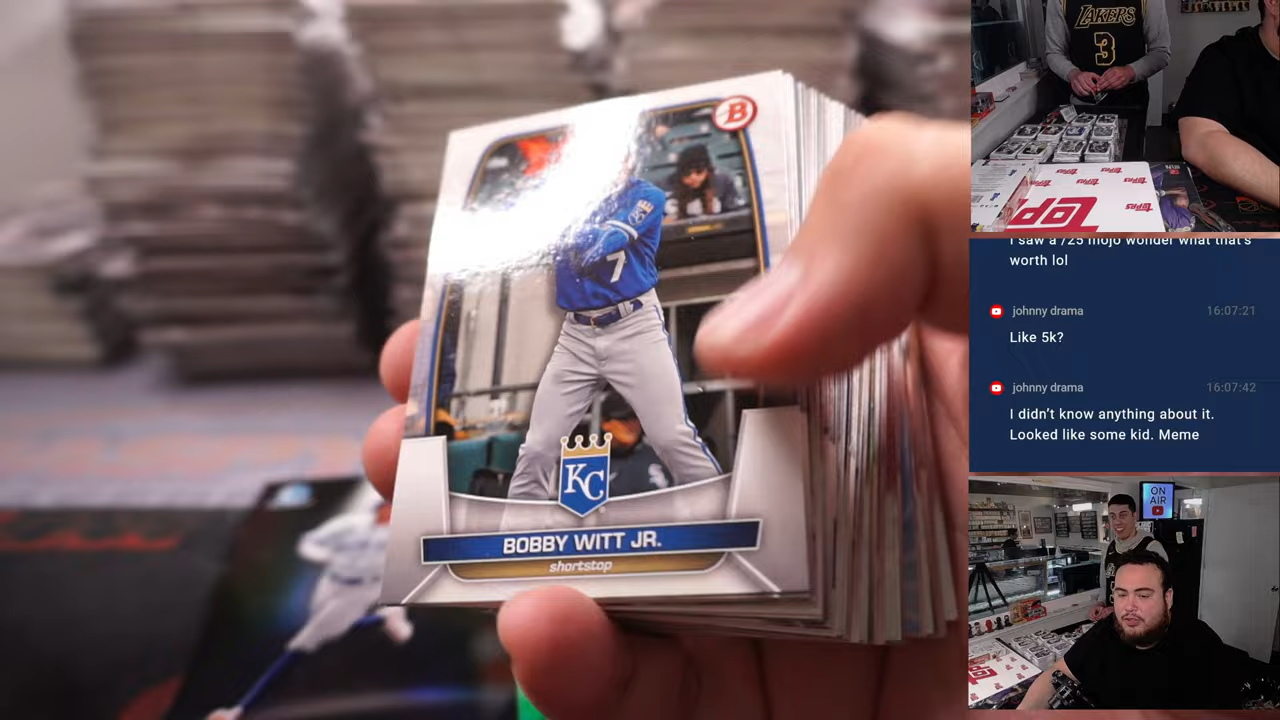 B
7
KC
BOBBY WITT JR.
shortstop
LAKERS
3
topps
I saw a /25 mojo wonder what that's
worth lol
johnny drama
16:07:21
Like 5k?
johnny drama
16:07:42
I didn't know anything about it.
Looked like some kid. Meme
ON
AIR